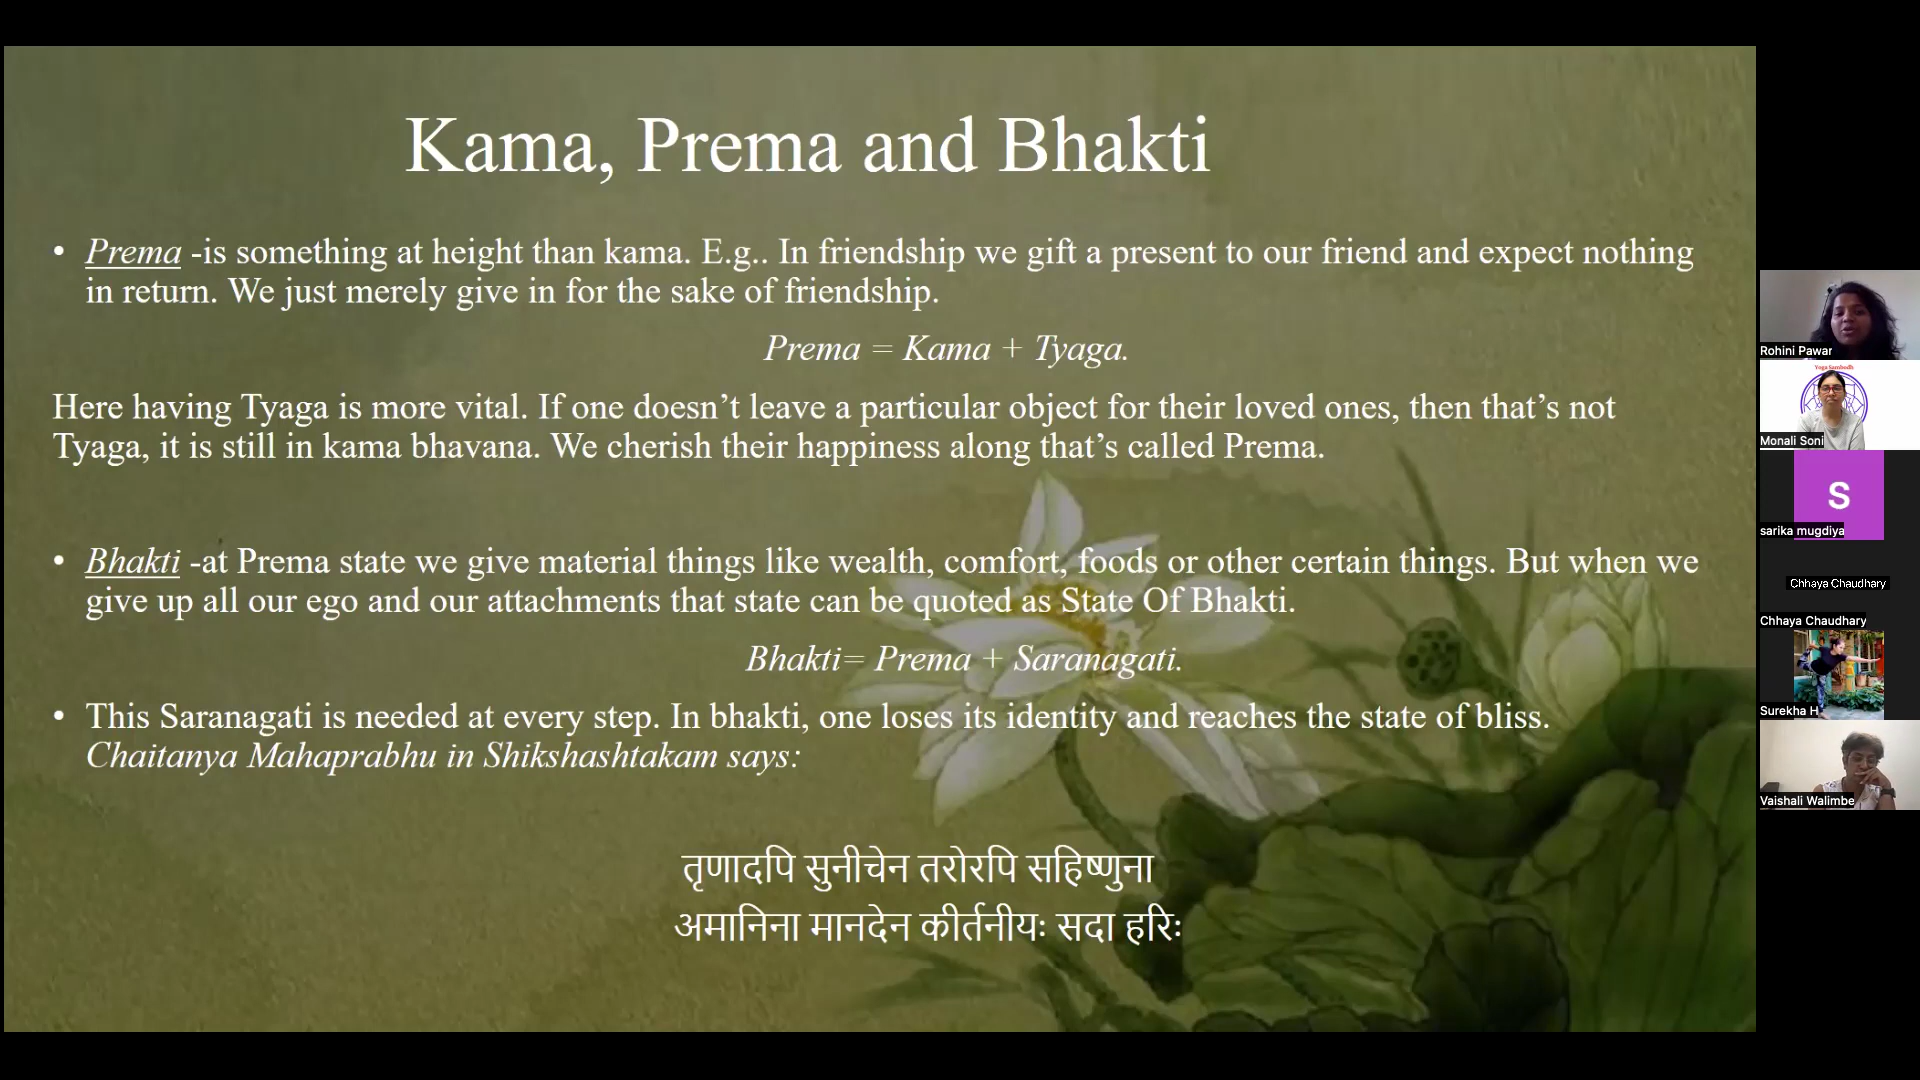 Kama, Prema and Bhakti
• Prema -is something at height than kama. E.g.. In friendship we gift a present to our friend and expect nothing
in return. We just merely give in for the sake of friendship.
Prema = Kama + Tyaga.
Here having Tyaga is more vital. If one doesn’t leave a particular object for their loved ones, then that’s not
Tyaga, it is still in kama bhavana. We cherish their happiness along that’s called Prema.
• Bhakti -at Prema state we give material things like wealth, comfort, foods or other certain things. But when we
give up all our ego and our attachments that state can be quoted as State Of Bhakti.
Bhakti= Prema + Saranagati.
• This Saranagati is needed at every step. In bhakti, one loses its identity and reaches the state of bliss.
Chaitanya Mahaprabhu in Shikshashtakam says:
तृणादपि सुनीचेन तरोरपि सहिष्णुना
अमानिना मानदेन कीर्तनीयः सदा हरिः
Rohini Pawar
Yoga Sambodh
Monali Soni
S
sarika mugdiya
Chhaya Chaudhary
Chhaya Chaudhary
Surekha H
Vaishali Walimbe